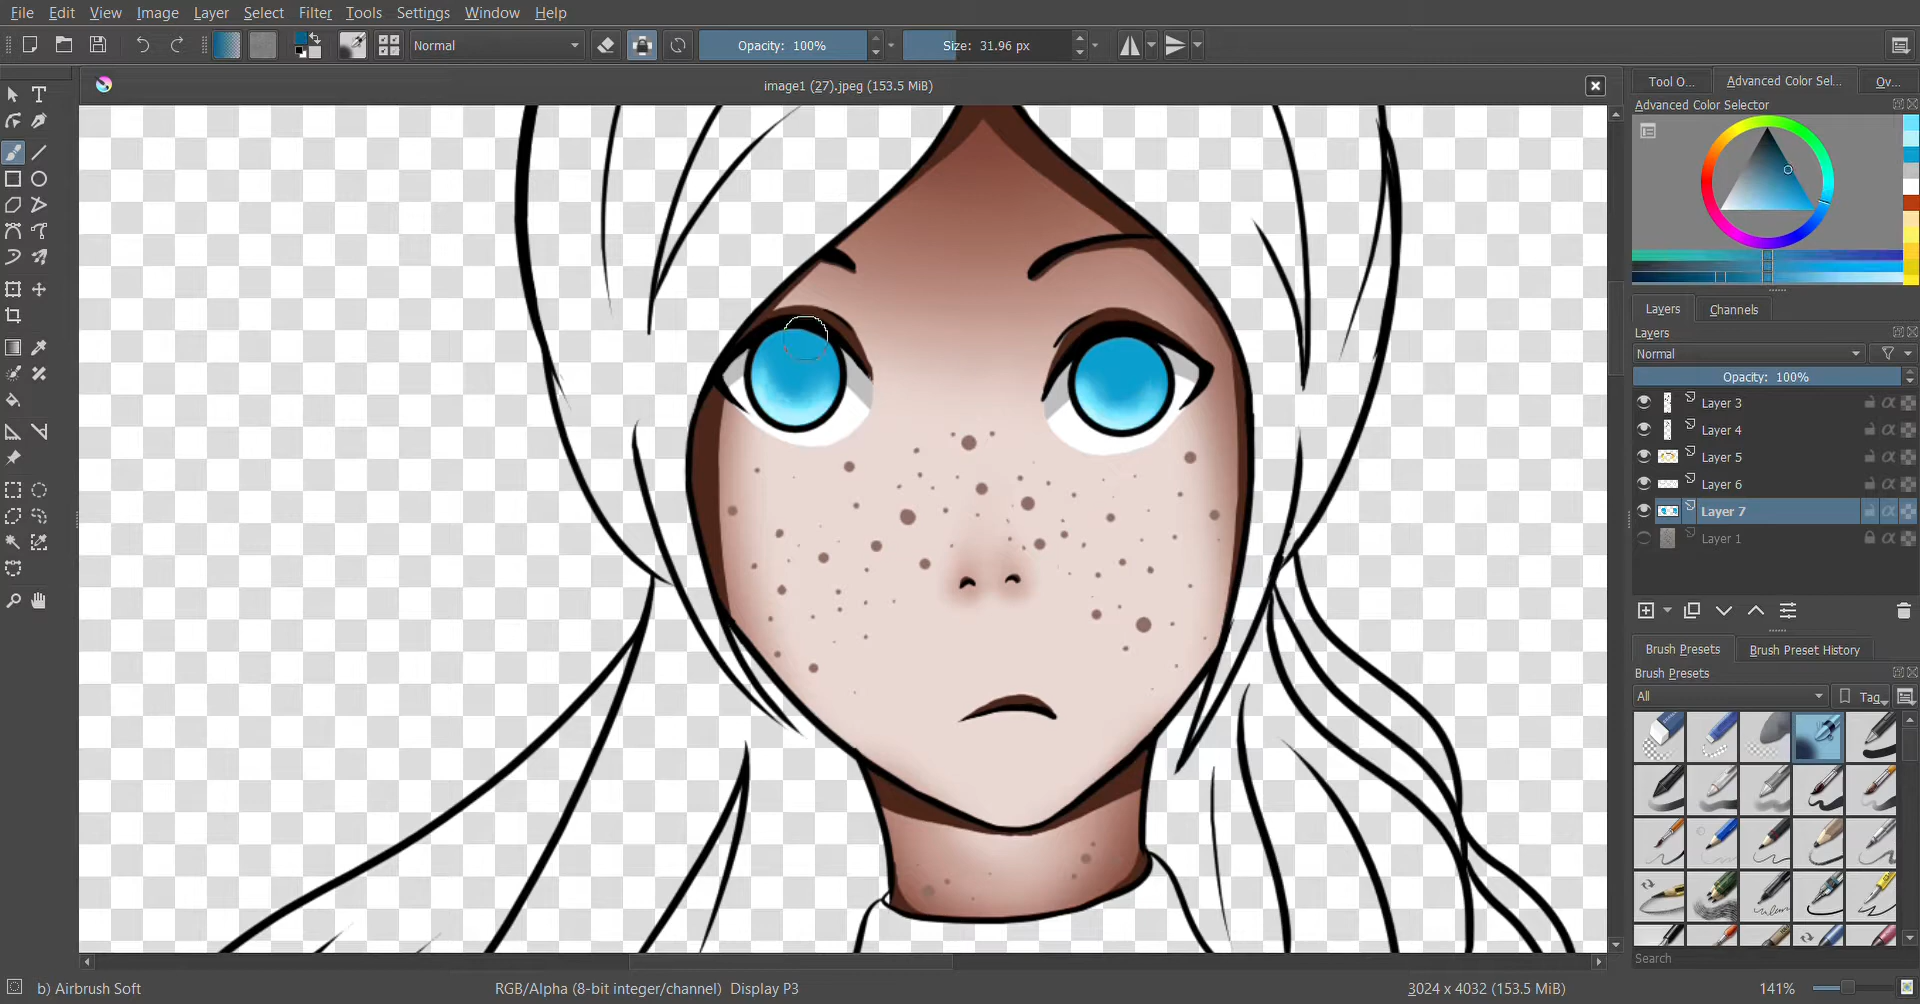 File Edit View Image Layer Select Filter Tools Settings Window Help
Normal Opacity: 100% Size: 31.96 px
image1 (27).jpeg (153.5 MiB)
Tool O... Advanced Color Sel... Ov...
Advanced Color Selector
Layers Channels
Layers
Normal
Opacity: 100%
Layer 3
Layer 4
Layer 5
Layer 6
Layer 7
Layer 1
Brush Presets Brush Preset History
Brush Presets
All Tag
Search
b) Airbrush Soft RGB/Alpha (8-bit integer/channel) Display P3 3024 x 4032 (153.5 MiB) 141%